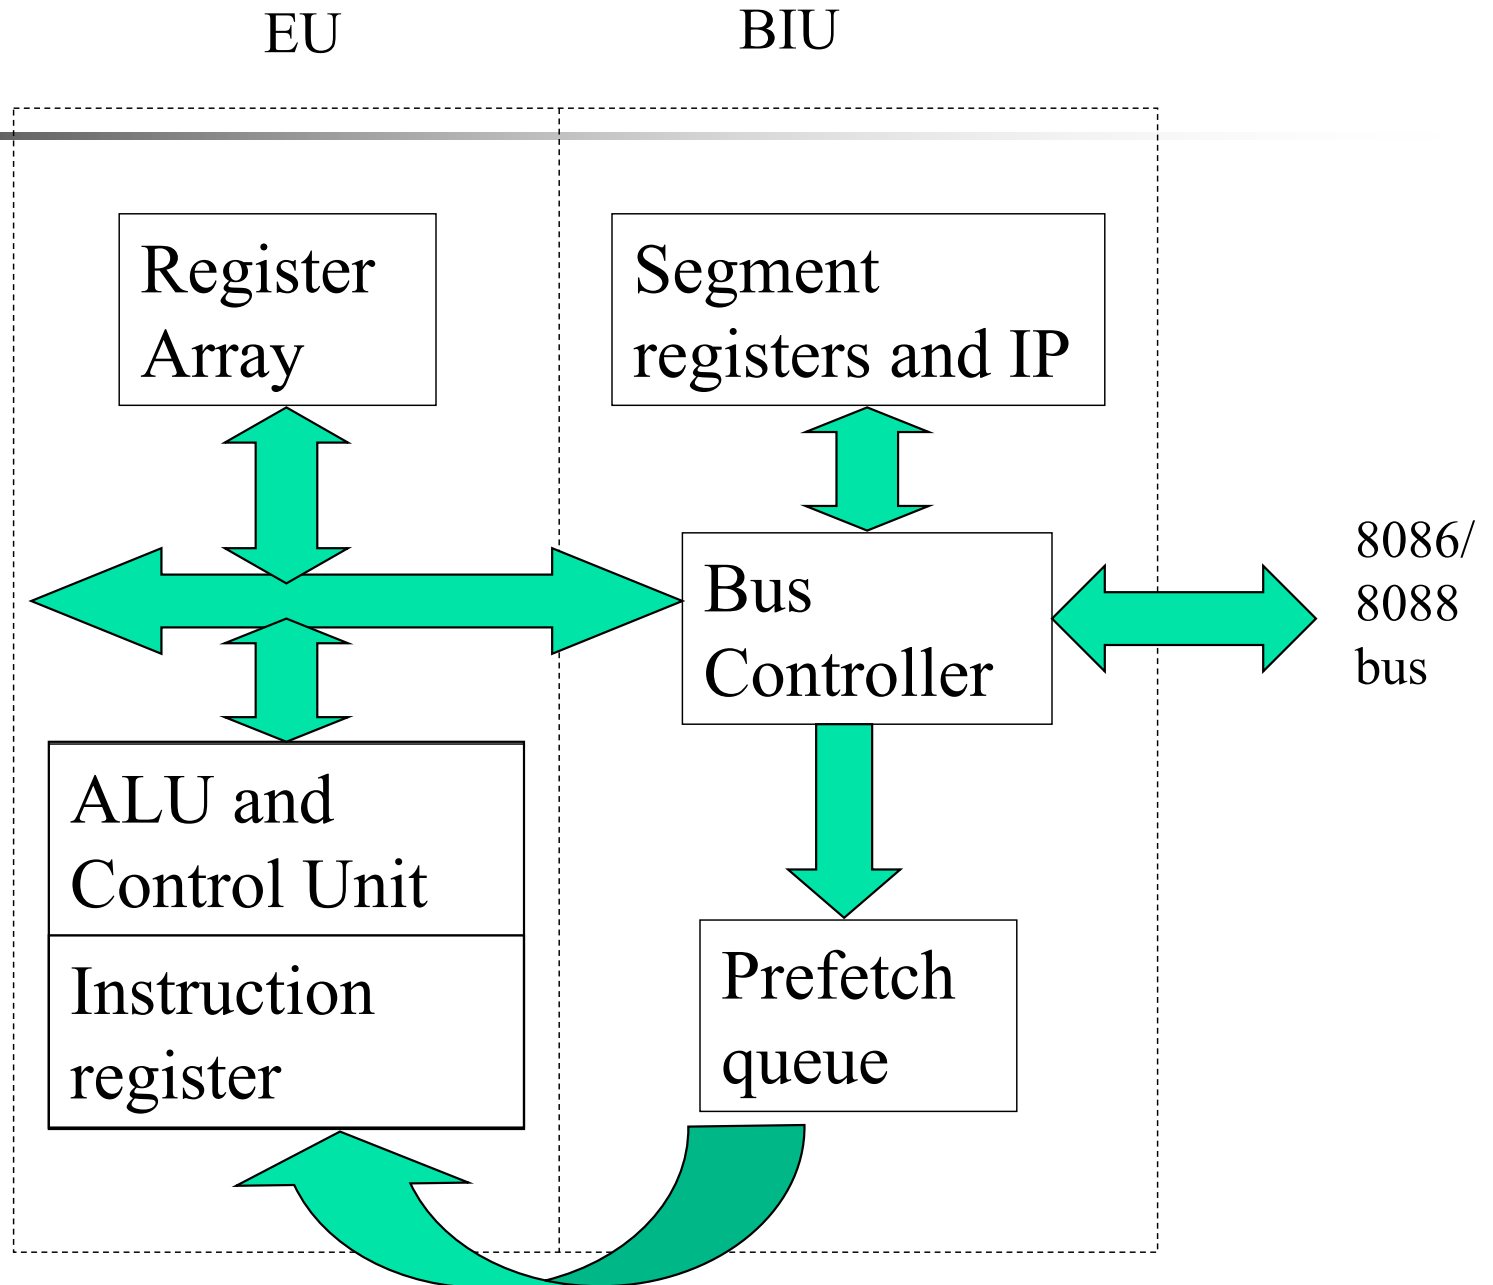 EU
BIU
Register
Array
Segment
registers and IP
Bus
Controller
8086/
8088
bus
ALU and
Control Unit
Instruction
register
Prefetch
queue